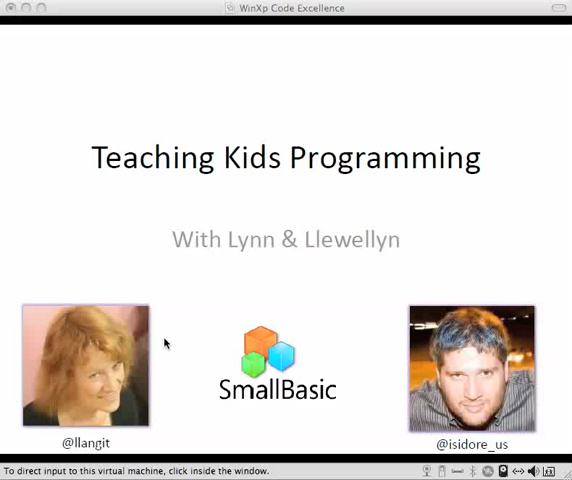 WinXp Code Excellence
Teaching Kids Programming
With Lynn & Llewellyn
SmallBasic
@llangit
@isidore_us
To direct input to this virtual machine, click inside the window.